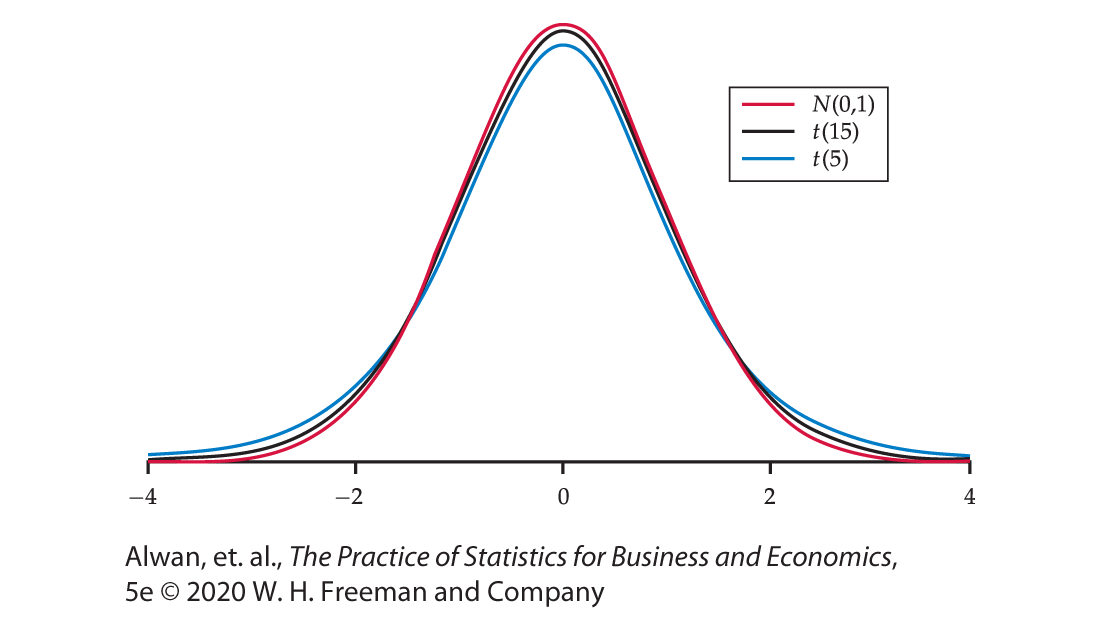 N(0,1)
t(15)
t(5)
−4 −2 0 2 4
Alwan, et. al., The Practice of Statistics for Business and Economics,
5e © 2020 W. H. Freeman and Company